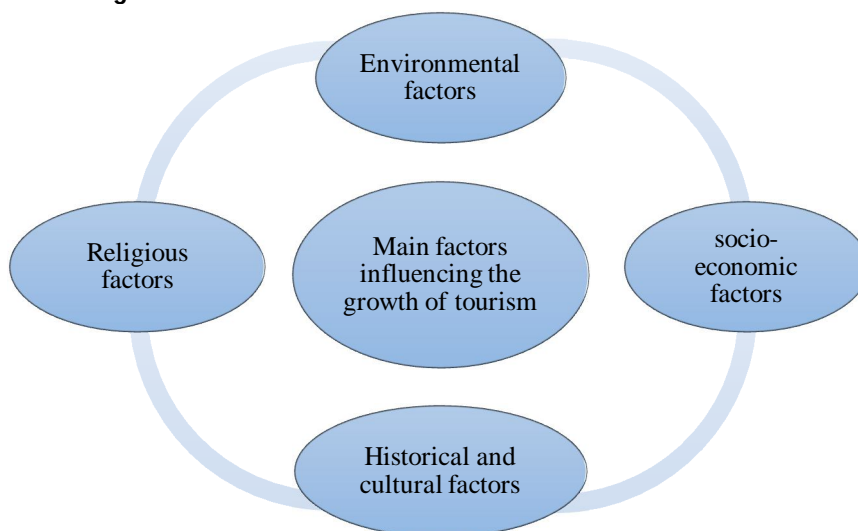 Environmental
factors
Religious
factors
Main factors
influencing the
growth of tourism
socio-
economic
factors
Historical and
cultural factors